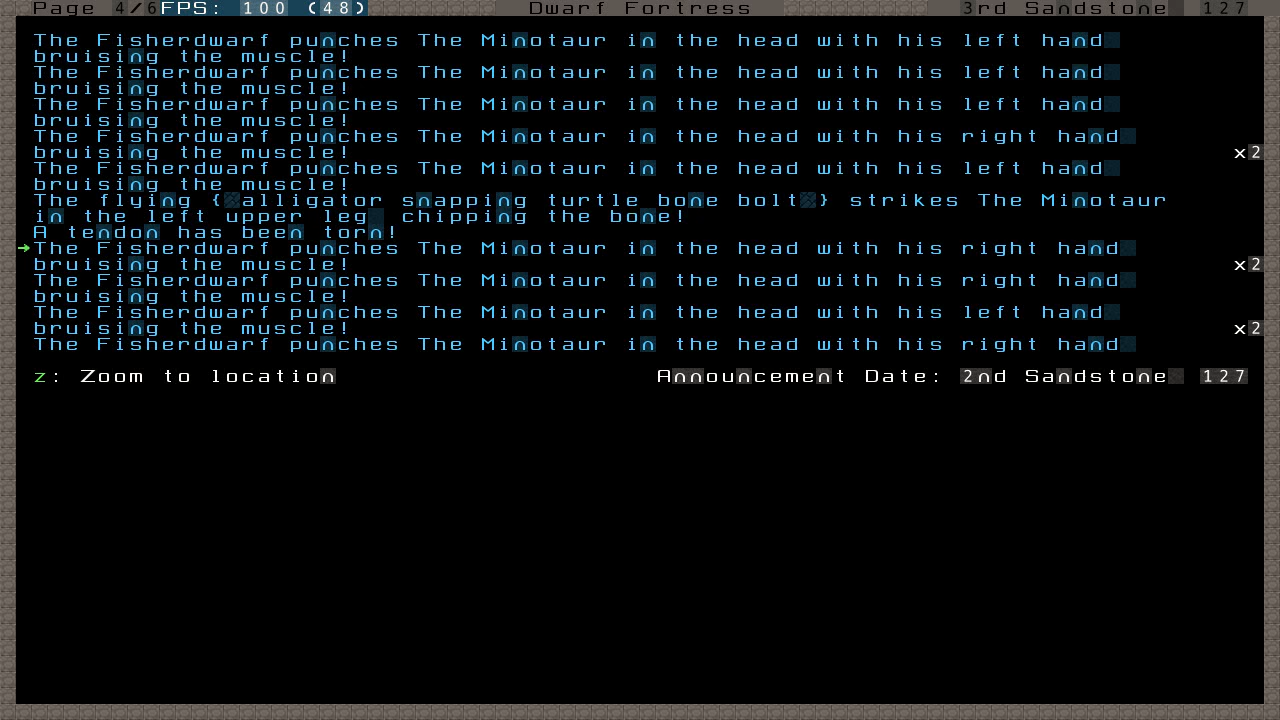 Page 4/6 FPS: 100 (48) Dwarf Fortress 3rd Sandstone 127
The Fisherdwarf punches The Minotaur in the head with his left hand
bruising the muscle!
The Fisherdwarf punches The Minotaur in the head with his left hand
bruising the muscle!
The Fisherdwarf punches The Minotaur in the head with his left hand
bruising the muscle!
The Fisherdwarf punches The Minotaur in the head with his right hand
bruising the muscle! x2
The Fisherdwarf punches The Minotaur in the head with his left hand
bruising the muscle!
The flying {alligator snapping turtle bone bolt} strikes The Minotaur
in the left upper leg chipping the bone!
A tendon has been torn!
→The Fisherdwarf punches The Minotaur in the head with his right hand
bruising the muscle! x2
The Fisherdwarf punches The Minotaur in the head with his right hand
bruising the muscle!
The Fisherdwarf punches The Minotaur in the head with his left hand
bruising the muscle! x2
The Fisherdwarf punches The Minotaur in the head with his right hand
z: Zoom to location Announcement Date: 2nd Sandstone 127